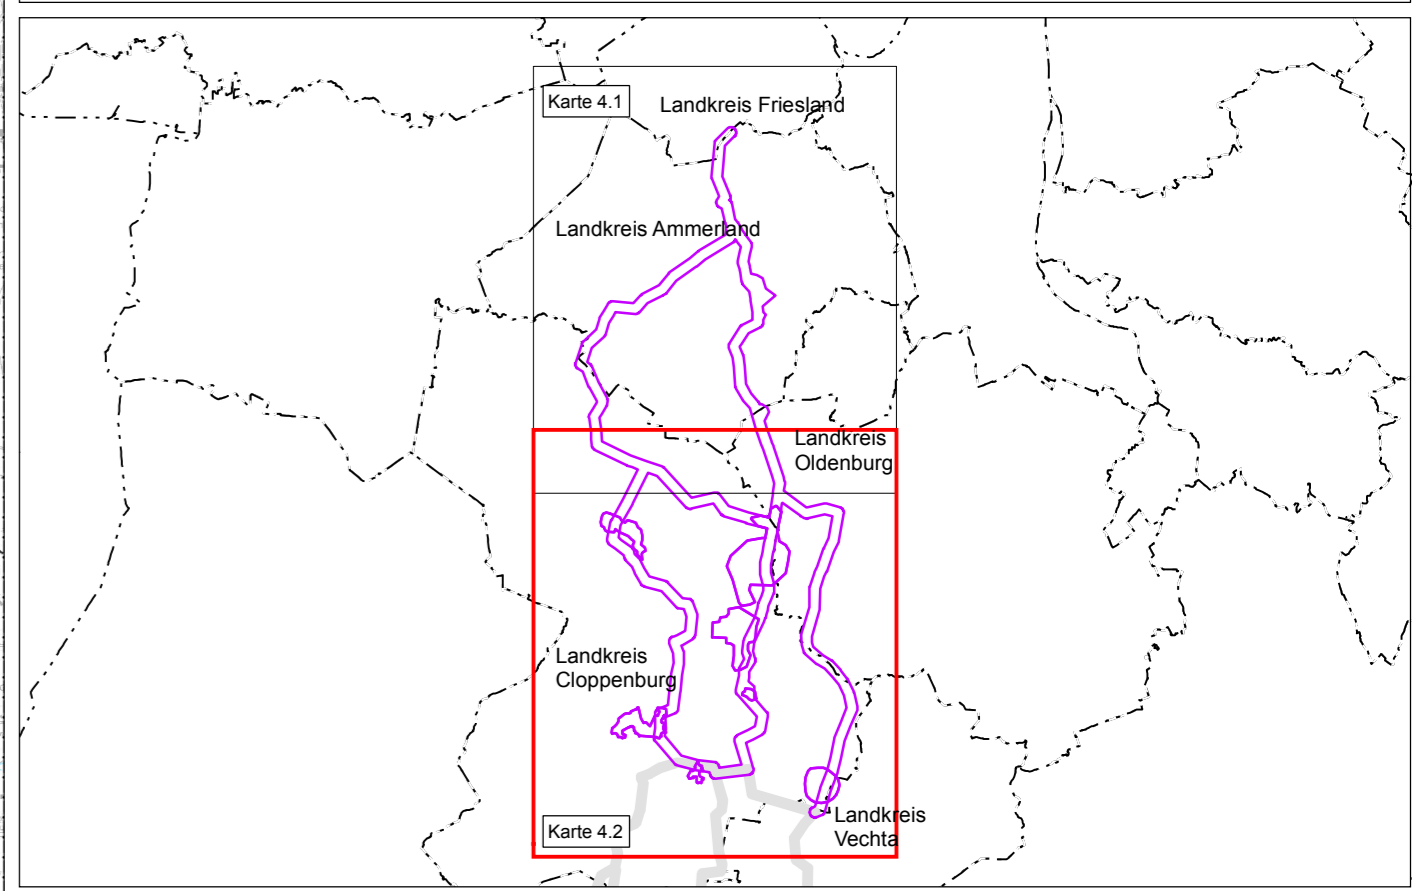 Karte 4.1
Landkreis Friesland
Landkreis Ammerland
Landkreis
Oldenburg
Landkreis
Cloppenburg
Karte 4.2
Landkreis
Vechta